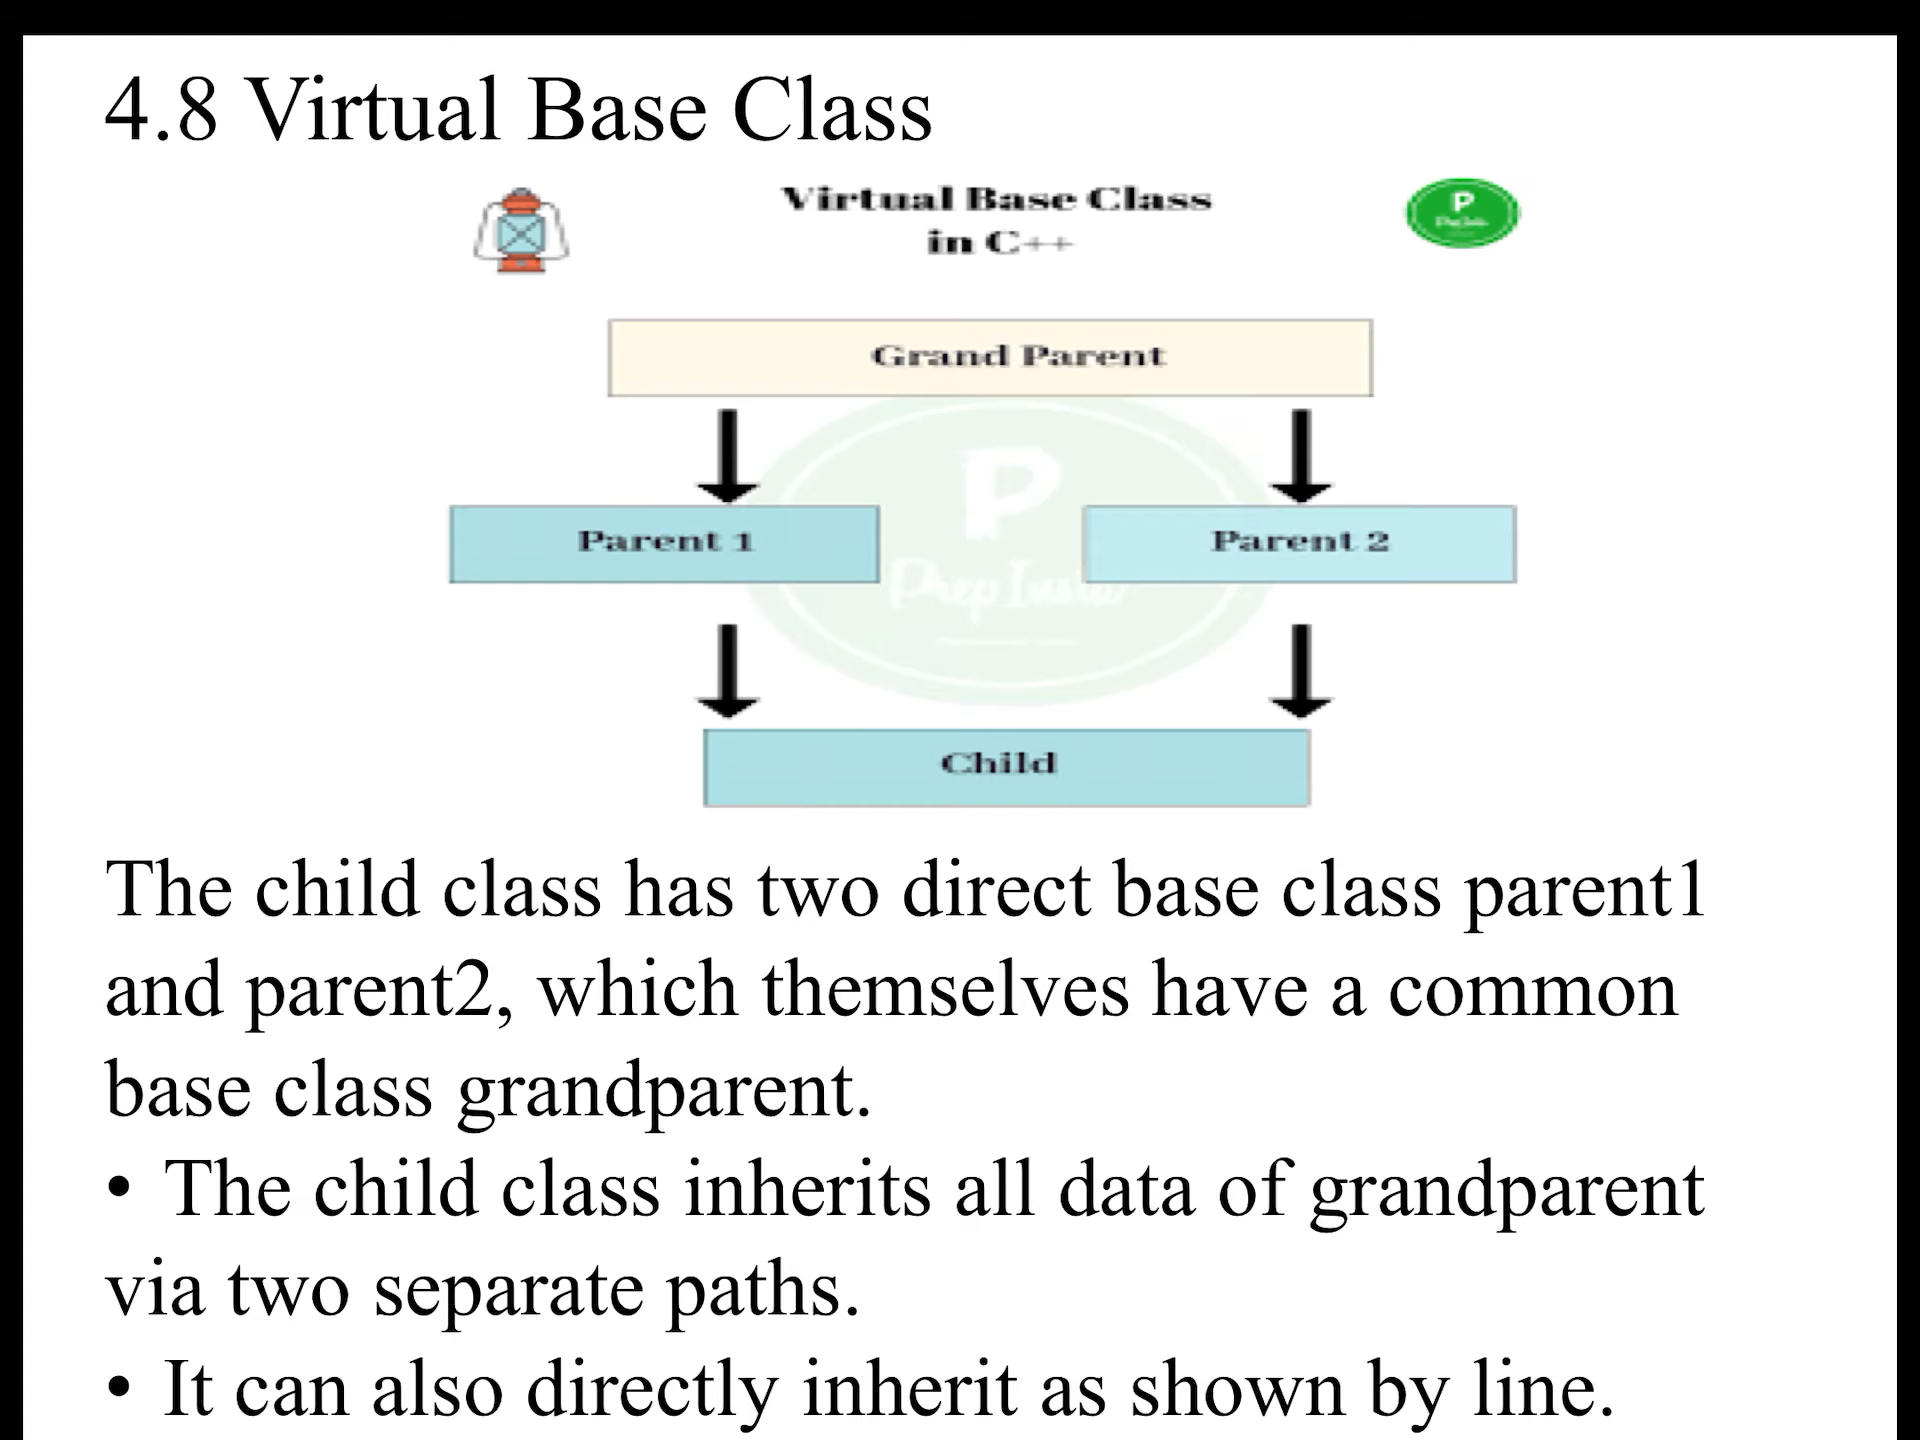 4.8 Virtual Base Class
Virtual Base Class
in C++
P
Grand Parent
P
Prep Insta
Parent 1
Parent 2
Child
The child class has two direct base class parent1
and parent2, which themselves have a common
base class grandparent.
• The child class inherits all data of grandparent
via two separate paths.
• It can also directly inherit as shown by line.